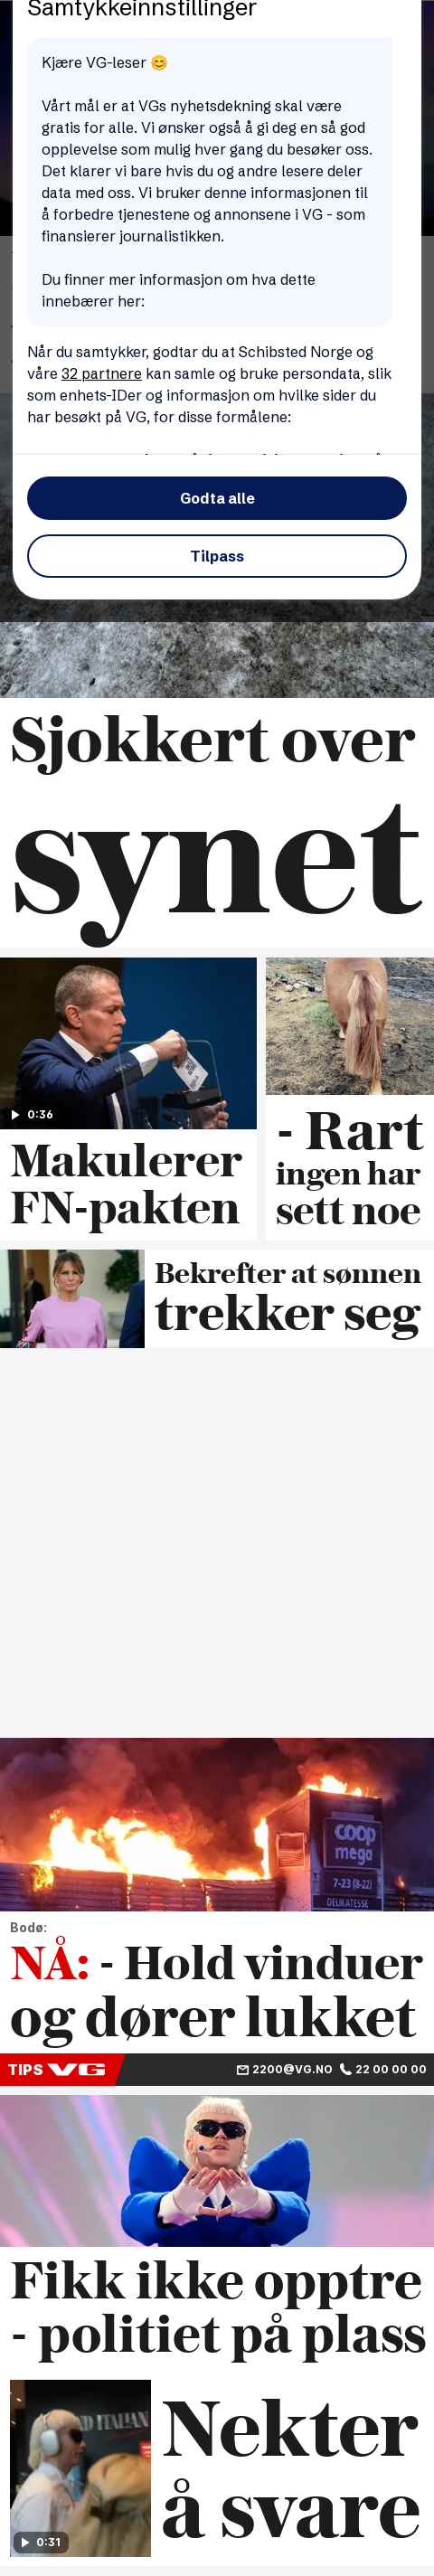 Samtykkeinnstillinger
Kjære VG-leser 😊
Vårt mål er at VGs nyhetsdekning skal være
gratis for alle. Vi ønsker også å gi deg en så god
opplevelse som mulig hver gang du besøker oss.
Det klarer vi bare hvis du og andre lesere deler
data med oss. Vi bruker denne informasjonen til
å forbedre tjenestene og annonsene i VG - som
finansierer journalistikken.
Du finner mer informasjon om hva dette
innebærer her:
Når du samtykker, godtar du at Schibsted Norge og
våre 32 partnere kan samle og bruke persondata, slik
som enhets-IDer og informasjon om hvilke sider du
har besøkt på VG, for disse formålene:
Godta alle
Tilpass
Sjokkert over
synet
0:36
Makulerer
FN-pakten
- Rart
ingen har
sett noe
Bekrefter at sønnen
trekker seg
coop
mega
7-23 (8-22)
DELIKATESSE
Bodø:
NÅ: - Hold vinduer
og dører lukket
TIPS VG
2200@VG.NO 22 00 00 00
Fikk ikke opptre
- politiet på plass
Nekter
å svare
0:31